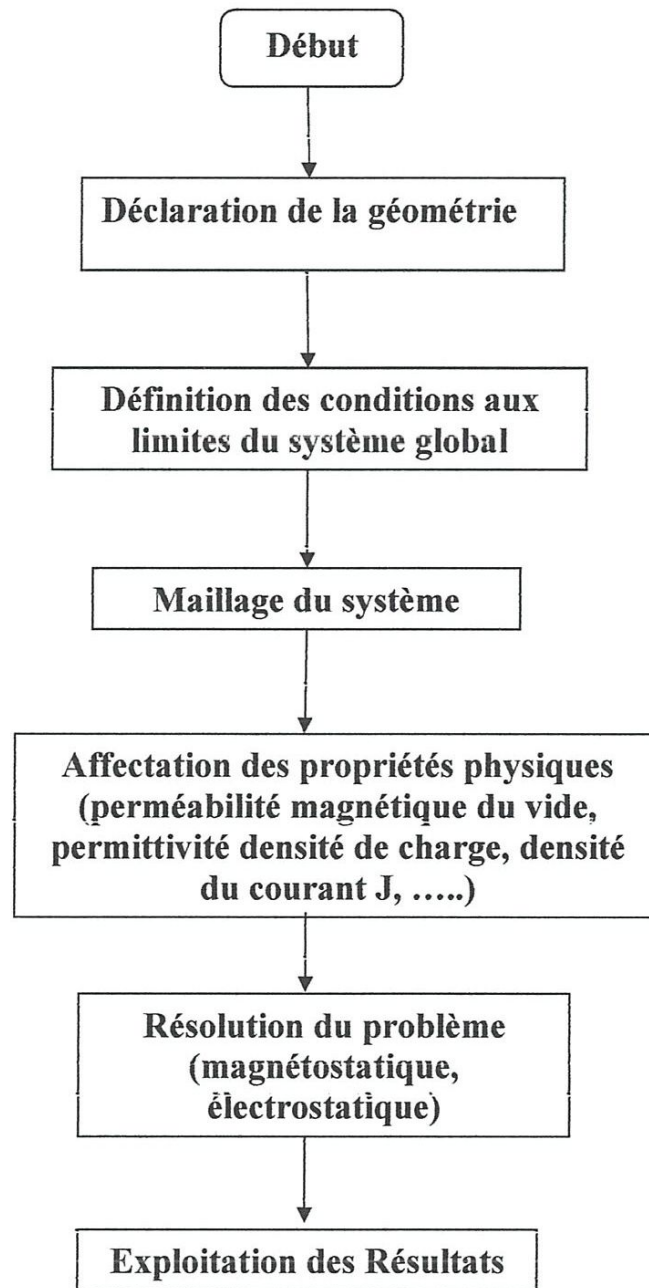 Début
Déclaration de la géométrie
Définition des conditions aux
limites du système global
Maillage du système
Affectation des propriétés physiques
(perméabilité magnétique du vide,
permittivité densité de charge, densité
du courant J, .....)
Résolution du problème
(magnétostatique,
électrostatique)
Exploitation des Résultats